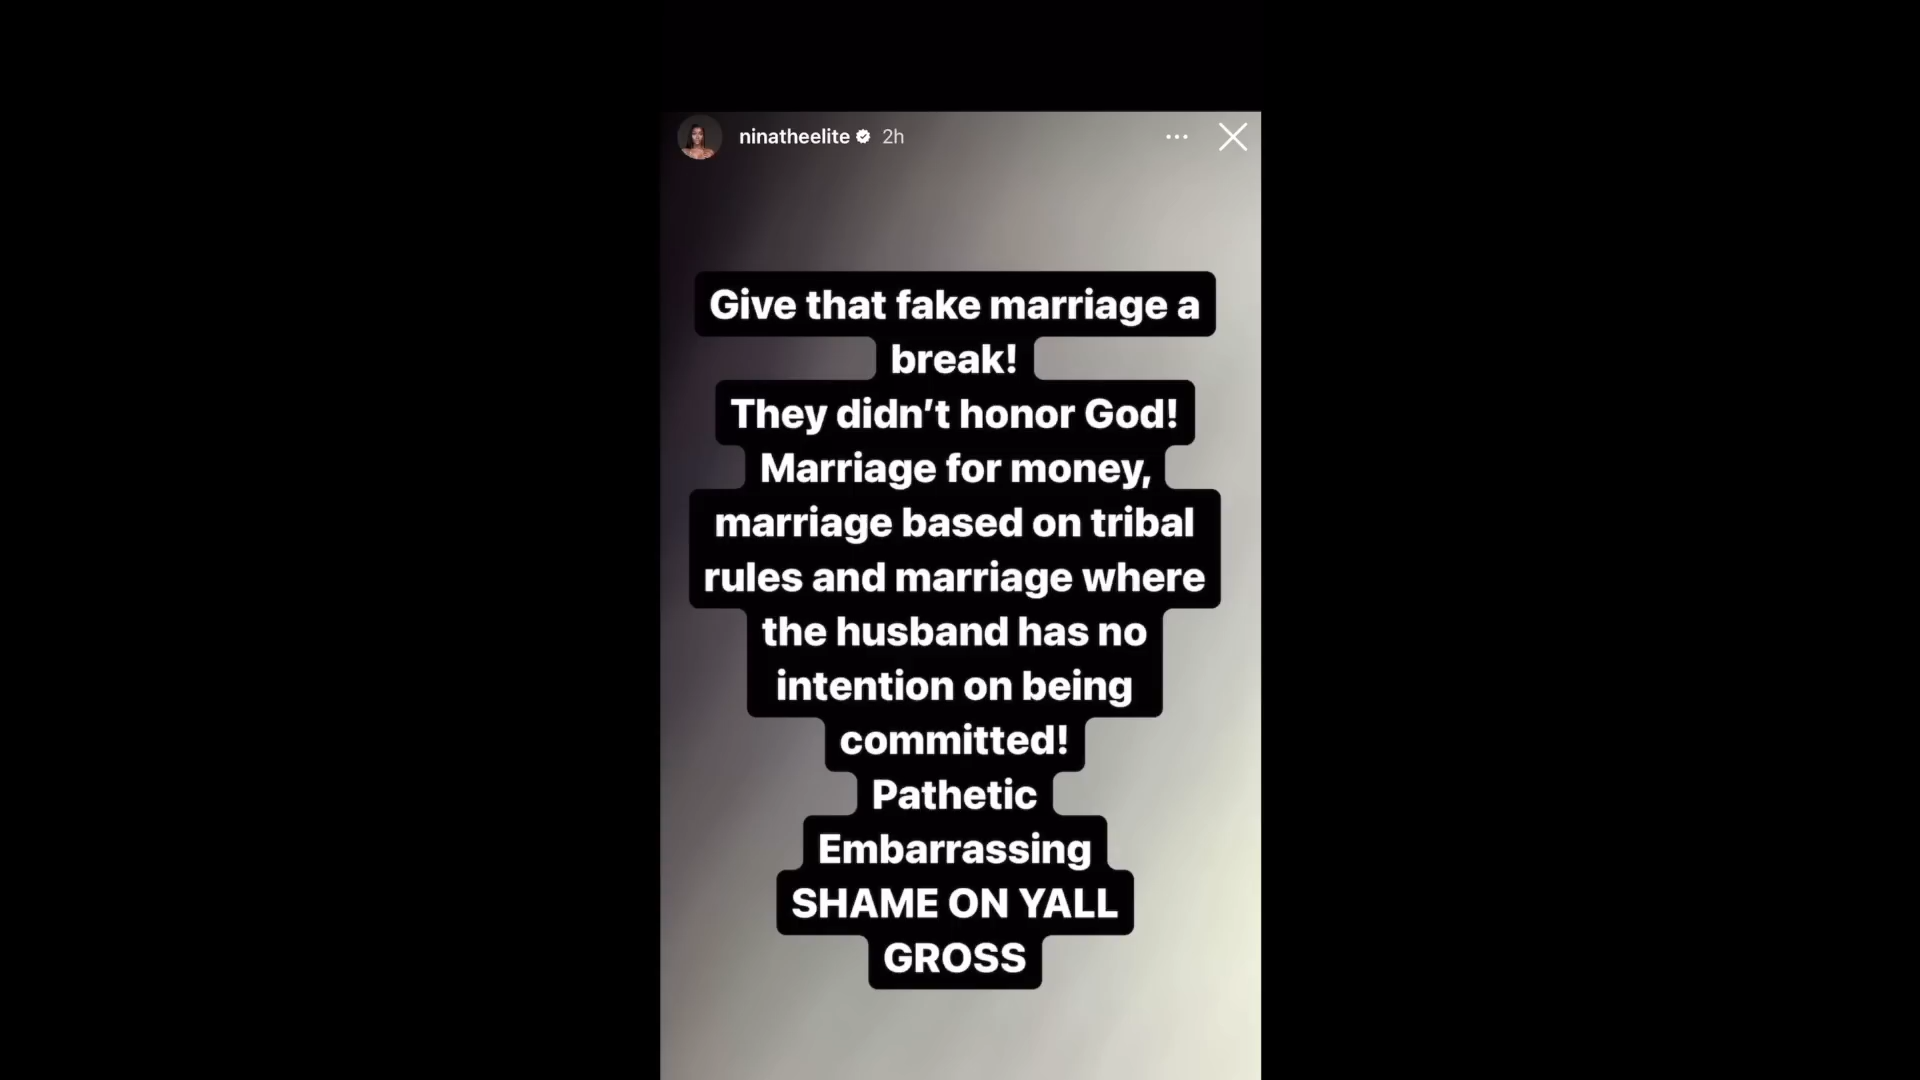 ninatheelite 2h
Give that fake marriage a
break!
They didn’t honor God!
Marriage for money,
marriage based on tribal
rules and marriage where
the husband has no
intention on being
committed!
Pathetic
Embarrassing
SHAME ON YALL
GROSS